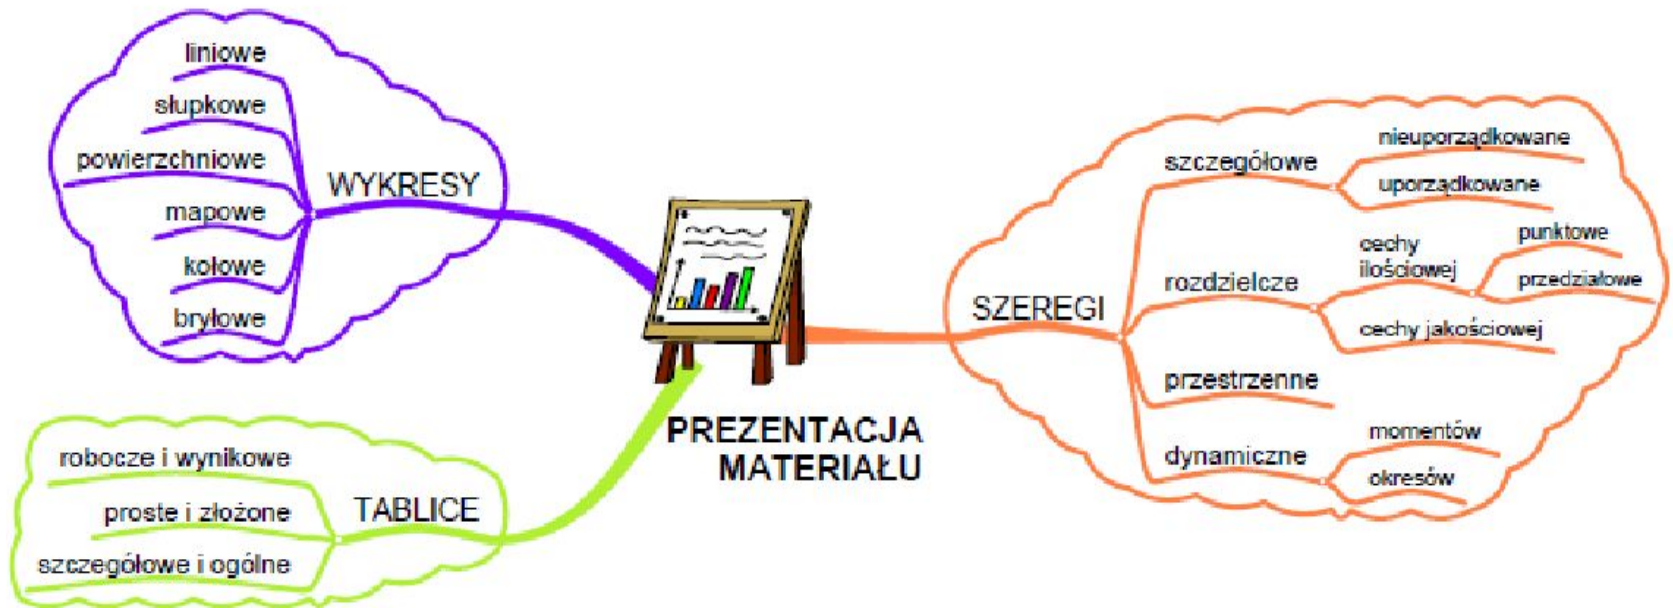 liniowe
słupkowe
powierzchniowe
mapowe
kołowe
bryłowe
WYKRESY
robocze i wynikowe
proste i złożone
szczegółowe i ogólne
TABLICE
PREZENTACJA
MATERIAŁU
SZEREGI
szczegółowe
nieuporządkowane
uporządkowane
rozdzielcze
cechy
ilościowej
punktowe
przedziałowe
cechy jakościowej
przestrzenne
dynamiczne
momentów
okresów